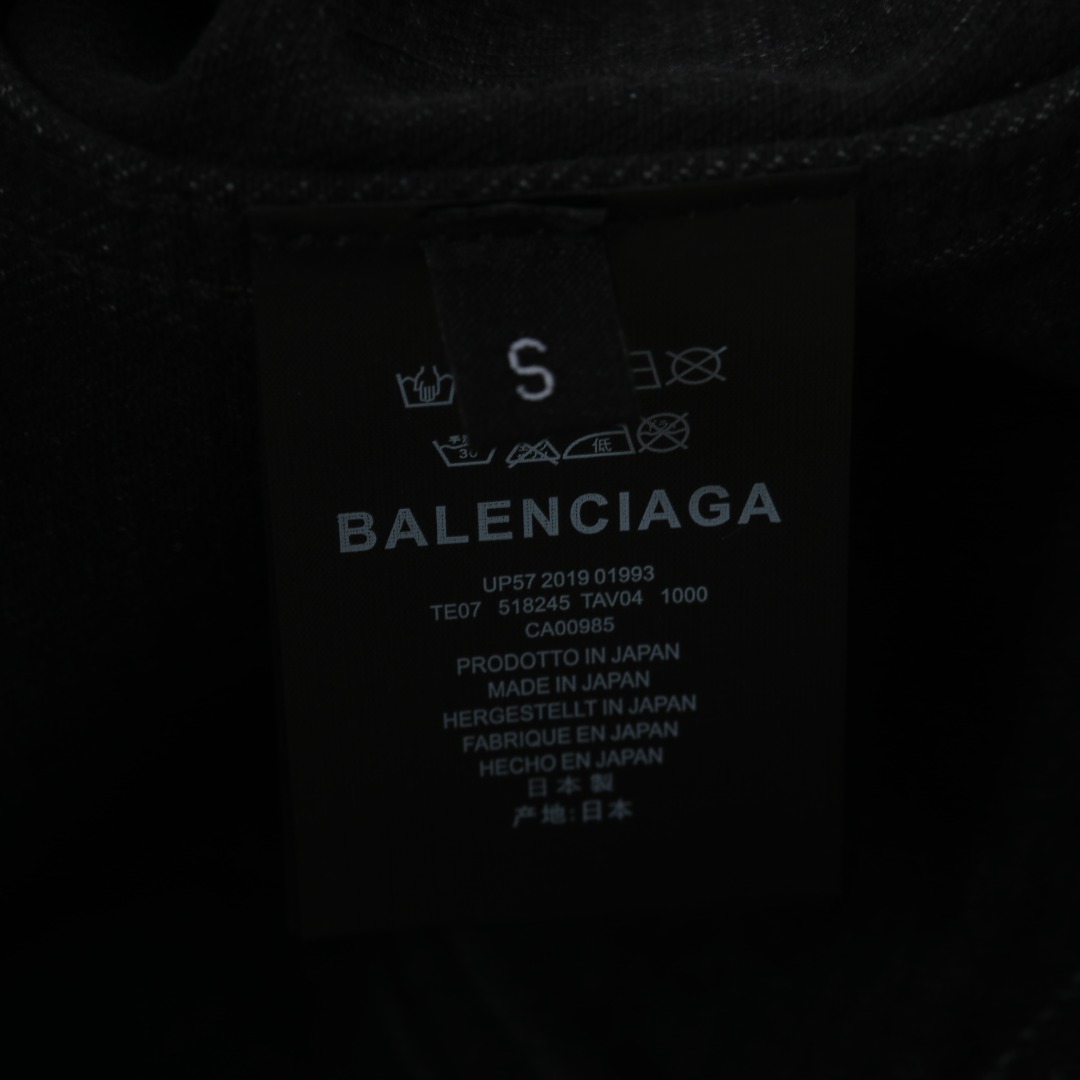 S
30
低
BALENCIAGA
UP57 2019 01993
TE07 518245 TAV04 1000
CA00985
PRODOTTO IN JAPAN
MADE IN JAPAN
HERGESTELLT IN JAPAN
FABRIQUE EN JAPAN
HECHO EN JAPAN
日本製
产地:日本